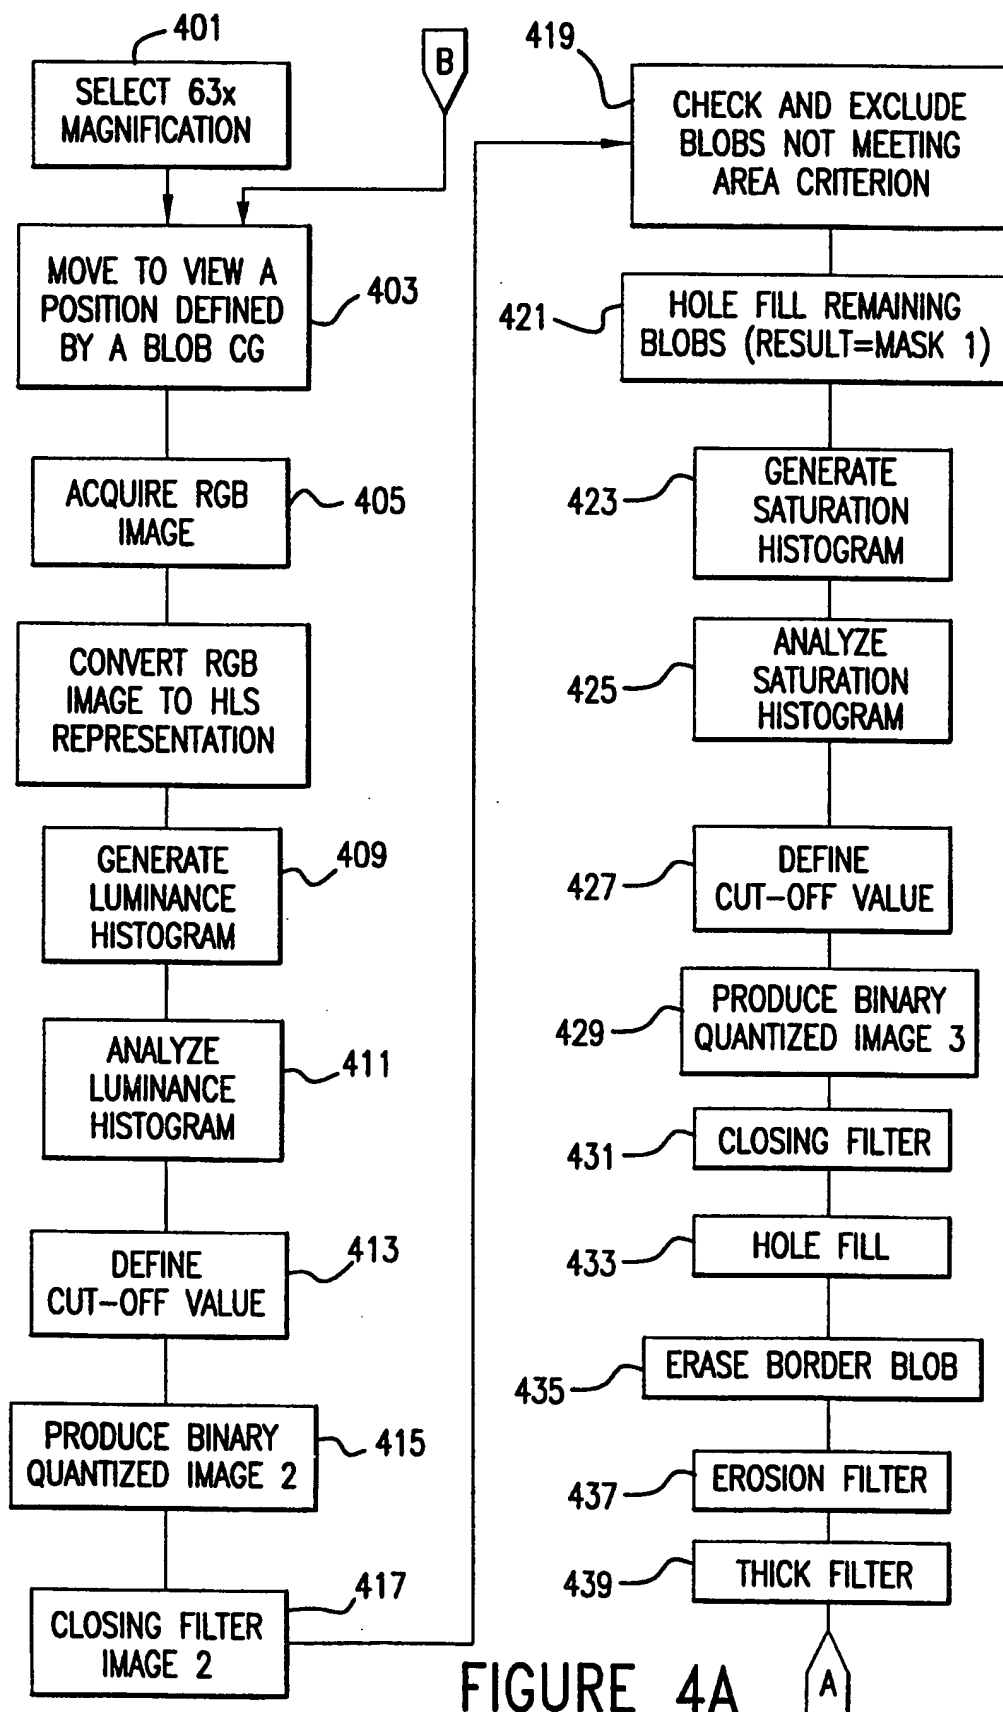 401
SELECT 63x
MAGNIFICATION
B
MOVE TO VIEW A
POSITION DEFINED
BY A BLOB CG
403
ACQUIRE RGB
IMAGE
405
CONVERT RGB
IMAGE TO HLS
REPRESENTATION
GENERATE
LUMINANCE
HISTOGRAM
409
ANALYZE
LUMINANCE
HISTOGRAM
411
DEFINE
CUT-OFF VALUE
413
PRODUCE BINARY
QUANTIZED IMAGE 2
415
CLOSING FILTER
IMAGE 2
417
419
CHECK AND EXCLUDE
BLOBS NOT MEETING
AREA CRITERION
421
HOLE FILL REMAINING
BLOBS (RESULT=MASK 1)
423
GENERATE
SATURATION
HISTOGRAM
425
ANALYZE
SATURATION
HISTOGRAM
427
DEFINE
CUT-OFF VALUE
429
PRODUCE BINARY
QUANTIZED IMAGE 3
431
CLOSING FILTER
433
HOLE FILL
435
ERASE BORDER BLOB
437
EROSION FILTER
439
THICK FILTER
A
FIGURE 4A